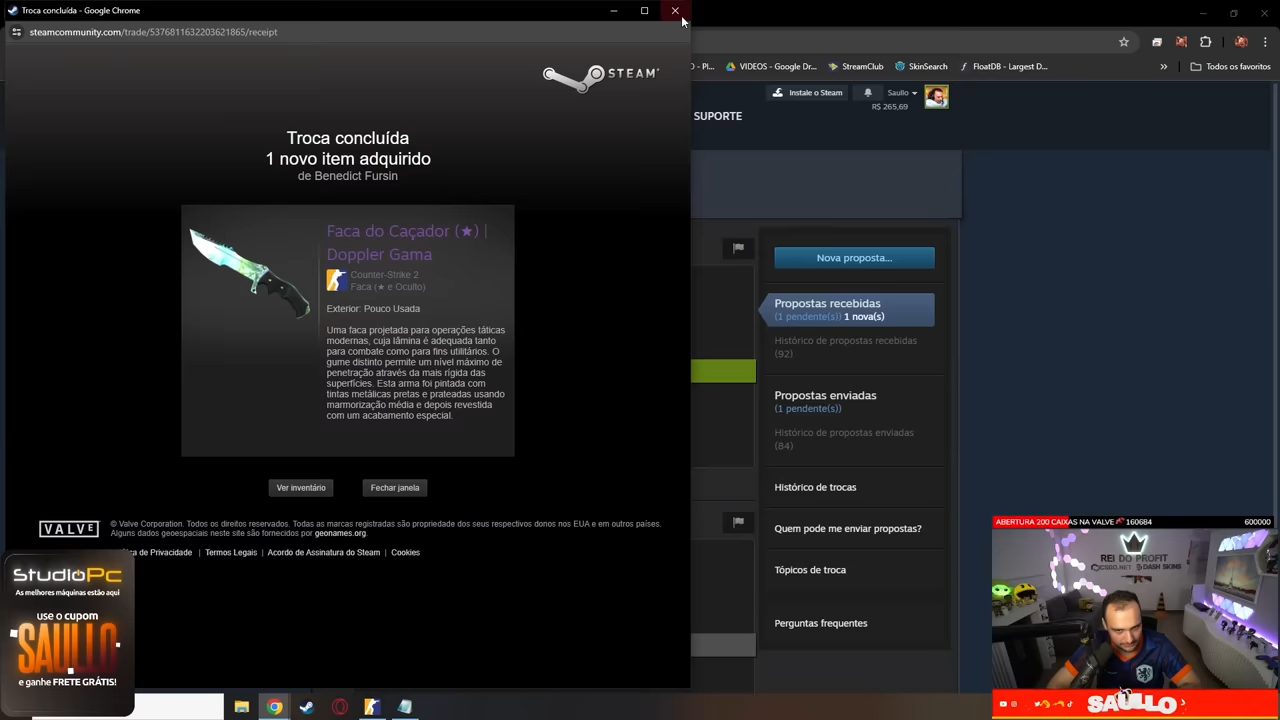 Troca concluída - Google Chrome
steamcommunity.com/trade/5376811632203621865/receipt
STEAM
Troca concluída
1 novo item adquirido
de Benedict Fursin
Faca do Caçador (★) |
Doppler Gama
Counter-Strike 2
Faca (★ e Oculto)
Exterior: Pouco Usada
Uma faca projetada para operações táticas
modernas, cuja lâmina é adequada tanto
para combate como para fins utilitários. O
gume distinto permite um nível máximo de
penetração através da mais rígida das
superfícies. Esta arma foi pintada com
tintas metálicas pretas e prateadas usando
marmorização média e depois revestida
com um acabamento especial.
Ver inventário
Fechar janela
VALVE
© Valve Corporation. Todos os direitos reservados. Todas as marcas registradas são propriedade dos seus respectivos donos nos EUA e em outros países.
Alguns dados geoespaciais neste site são fornecidos por geonames.org.
ca de Privacidade | Termos Legais | Acordo de Assinatura do Steam | Cookies
StudioPc
As melhores máquinas estão aqui
use o cupom
SAULLO
e ganhe FRETE GRÁTIS!
O - Pl...
VIDEOS - Google Dr...
StreamClub
SkinSearch
FloatDB - Largest D...
»
Todos os favoritos
Instale o Steam
Saullo
R$ 265,69
SUPORTE
Nova proposta...
Propostas recebidas
(1 pendente(s)) 1 nova(s)
Histórico de propostas recebidas
(92)
Propostas enviadas
(1 pendente(s))
Histórico de propostas enviadas
(84)
Histórico de trocas
Quem pode me enviar propostas?
Tópicos de troca
Perguntas frequentes
ABERTURA 200 CAIXAS NA VALVE 160684 600000
REI DO PROFIT
CSGO.NET DASH SKINS
SAULLO